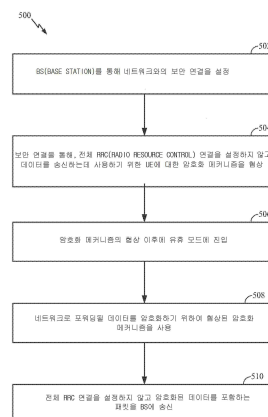 500
502
BS(BASE STATION)를 통해 네트워크와의 보안 연결을 설정
504
보안 연결을 통해, 전체 RRC(RADIO RESOURCE CONTROL) 연결을 설정하지 않고
데이터를 송신하는데 사용하기 위한 UE에 대한 암호화 메커니즘을 협상
506
암호화 메커니즘의 협상 이후에 유휴 모드에 진입
508
네트워크로 포워딩될 데이터를 암호화하기 위하여 협상된 암호화
메커니즘을 사용
510
전체 RRC 연결을 설정하지 않고 암호화된 데이터를 포함하는
패킷을 BS에 송신